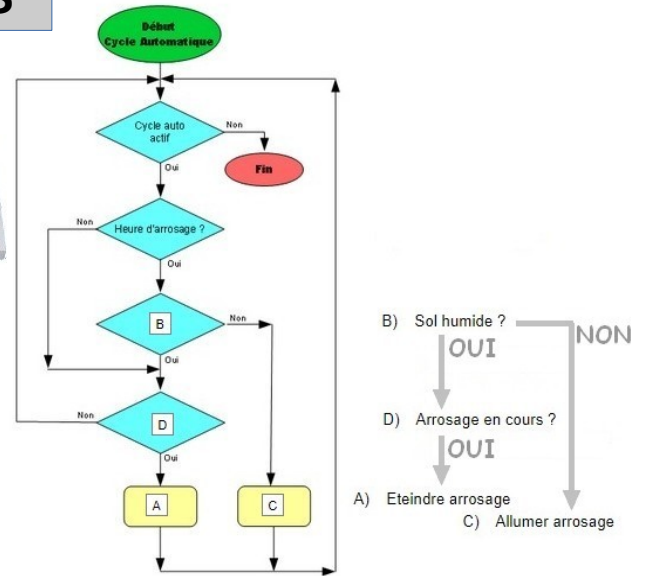 S
Début
Cycle Automatique
Cycle auto
actif
Non
Fin
Oui
Heure d'arrosage ?
Non
Oui
B
Non
Oui
D
Non
Oui
A
C
B) Sol humide ?
NON
OUI
D) Arrosage en cours ?
OUI
A) Eteindre arrosage
C) Allumer arrosage